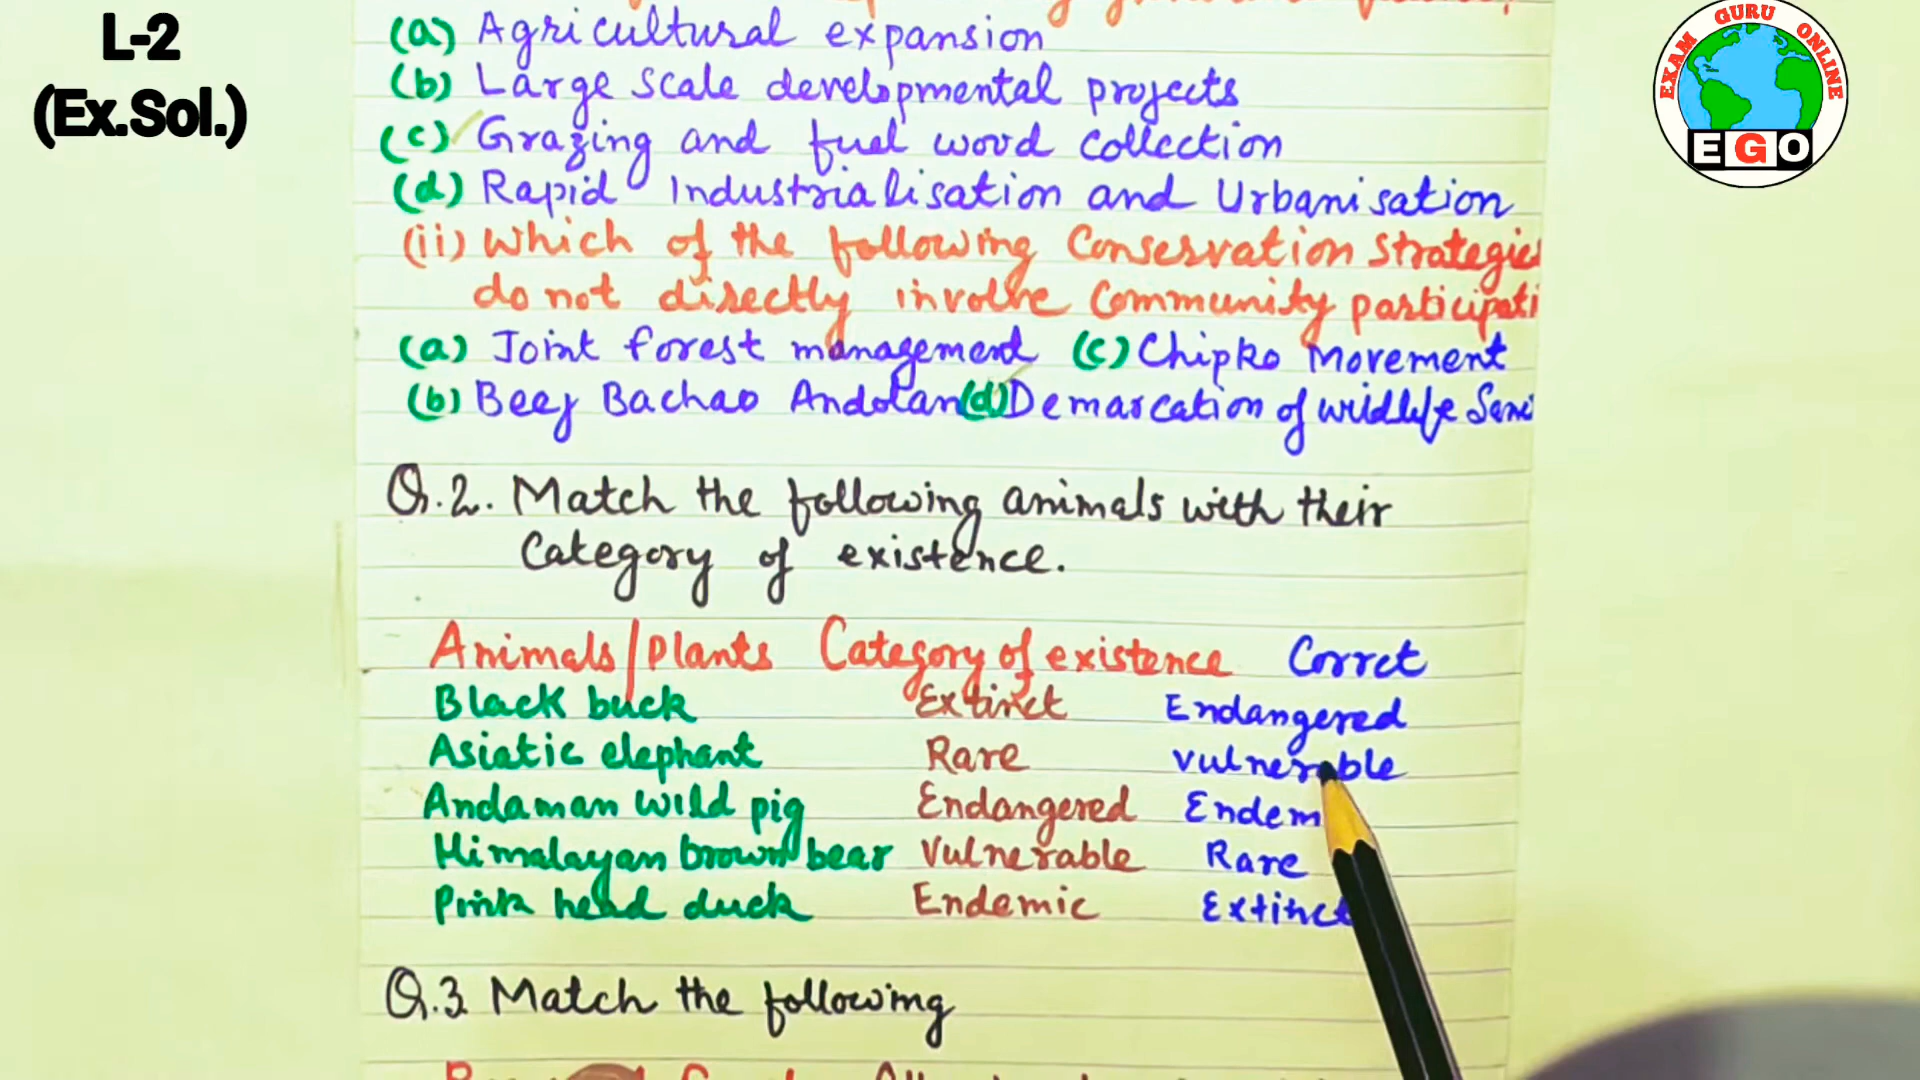 L-2
(Ex.Sol.)
EXAM GURU ONLINE
EGO
(a) Agricultural expansion
(b) Large scale developmental projects
(c) Grazing and fuel wood collection
(d) Rapid Industrialisation and Urbanisation
(ii) Which of the following Conservation Strategies
do not directly involve Community participati
(a) Joint forest management (c) Chipko Movement
(b) Beej Bachao Andolan (d) Demarcation of wildlife San
Q.2. Match the following animals with their
Category of existence.
Animals/Plants Category of existence Corret
Black buck Extinct Endangered
Asiatic elephant Rare Vulnerable
Andaman wild pig Endangered Endem
Himalayan brown bear Vulnerable Rare
Pink head duck Endemic Extinct
Q.3 Match the following